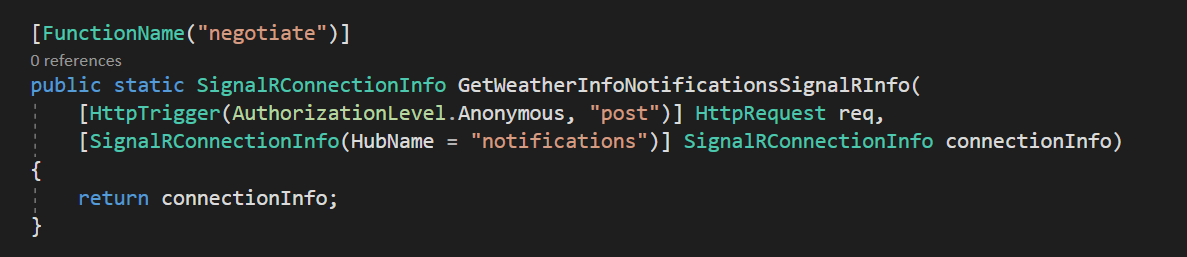 [FunctionName("negotiate")]
0 references
public static SignalRConnectionInfo GetWeatherInfoNotificationsSignalRInfo(
[HttpTrigger(AuthorizationLevel.Anonymous, "post")] HttpRequest req,
[SignalRConnectionInfo(HubName = "notifications")] SignalRConnectionInfo connectionInfo)
{
return connectionInfo;
}